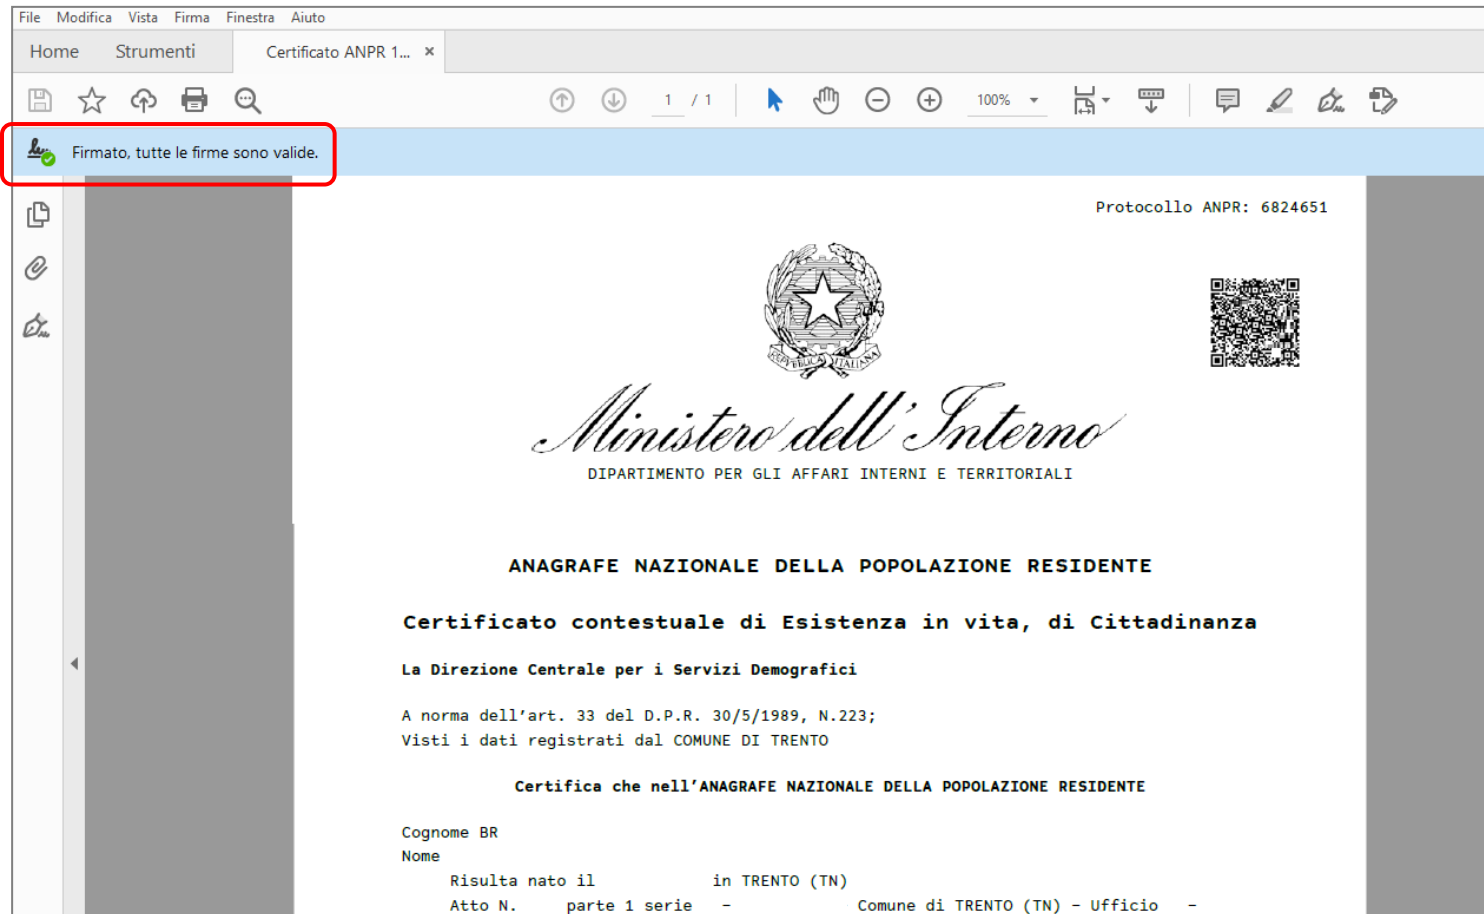 File Modifica Vista Firma Finestra Aiuto
Home Strumenti Certificato ANPR 1... ×
1 / 1 100%
Firmato, tutte le firme sono valide.
Protocollo ANPR: 6824651
REPVBBLICA ITALIANA
Ministero dell'Interno
DIPARTIMENTO PER GLI AFFARI INTERNI E TERRITORIALI
ANAGRAFE NAZIONALE DELLA POPOLAZIONE RESIDENTE
Certificato contestuale di Esistenza in vita, di Cittadinanza
La Direzione Centrale per i Servizi Demografici
A norma dell'art. 33 del D.P.R. 30/5/1989, N.223;
Visti i dati registrati dal COMUNE DI TRENTO
Certifica che nell'ANAGRAFE NAZIONALE DELLA POPOLAZIONE RESIDENTE
Cognome BR
Nome
Risulta nato il in TRENTO (TN)
Atto N. parte 1 serie – Comune di TRENTO (TN) – Ufficio –